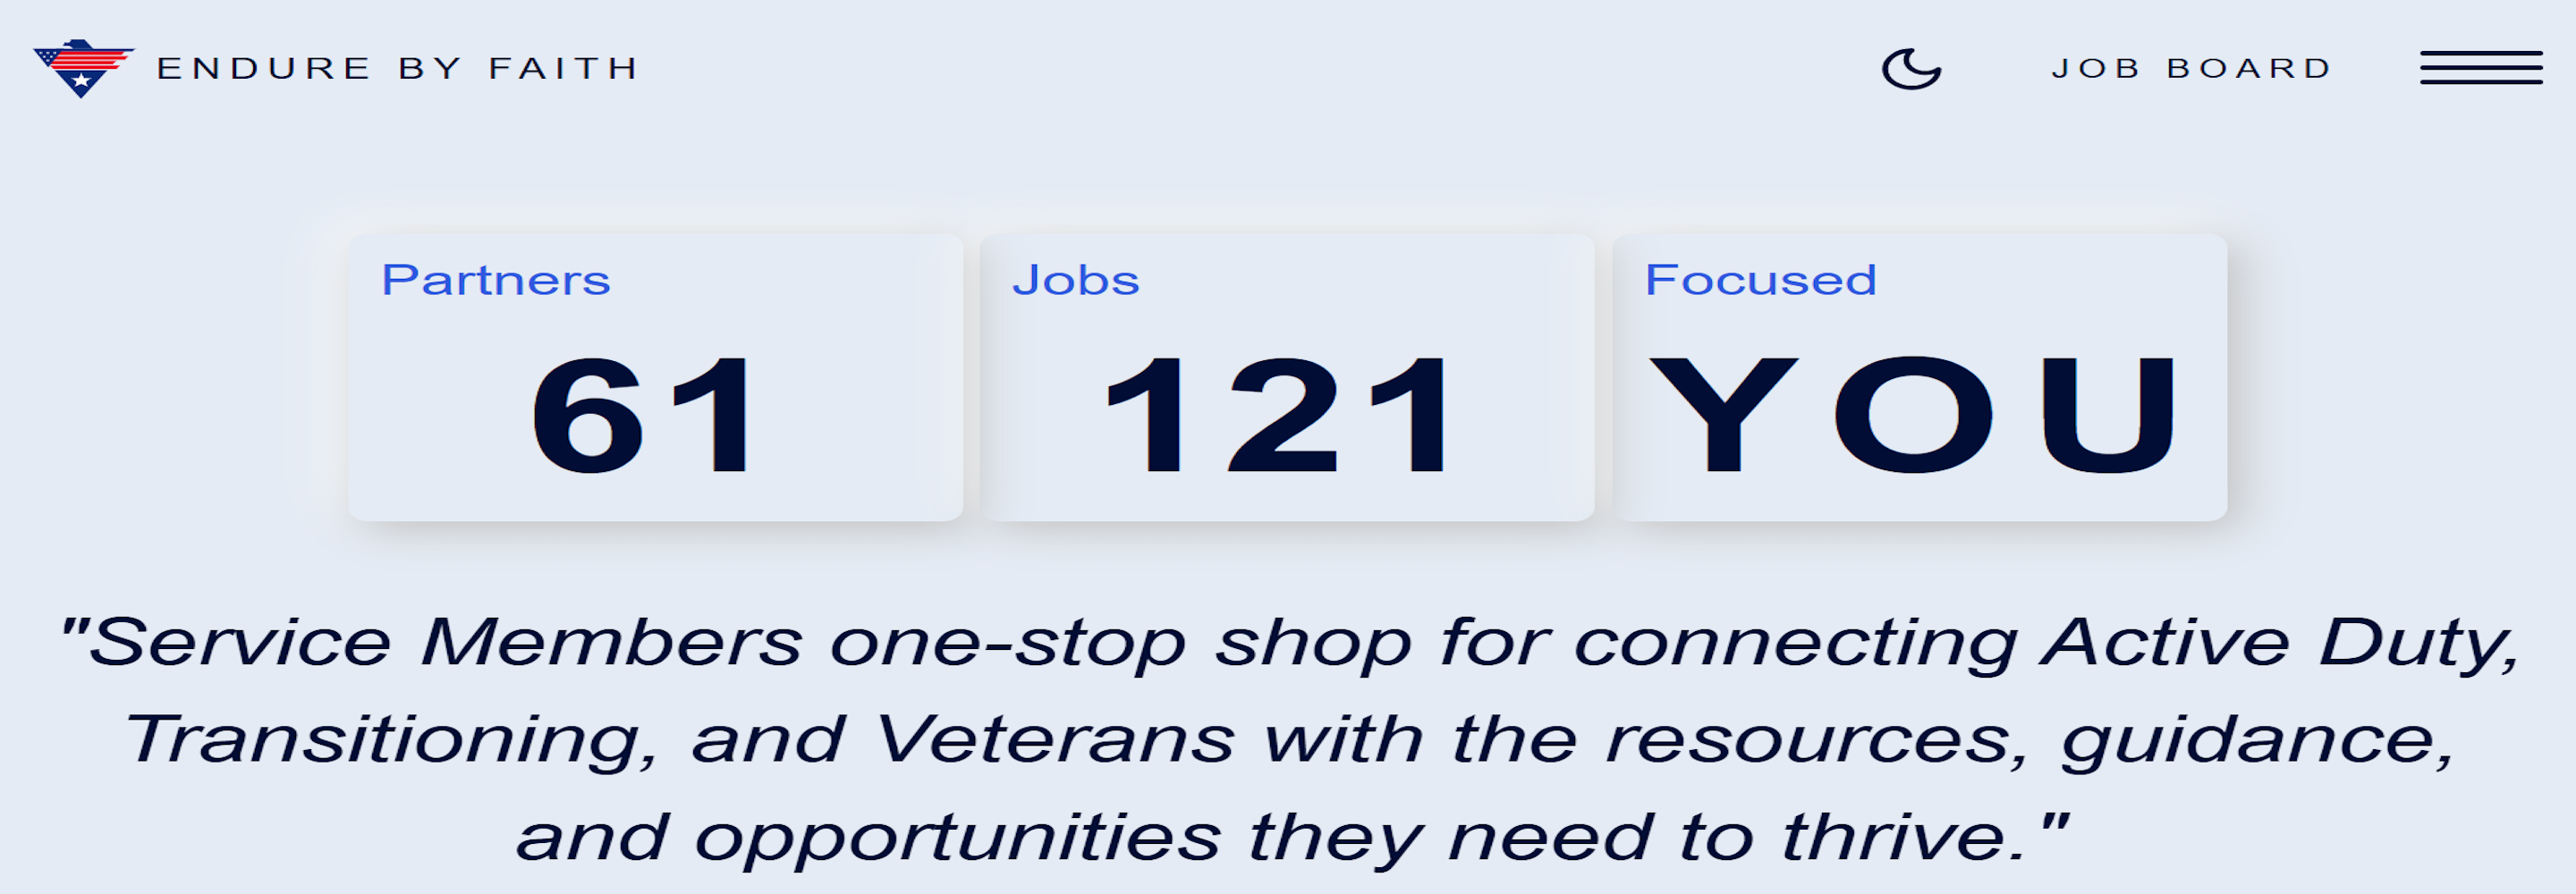 ENDURE BY FAITH
JOB BOARD
Partners
61
Jobs
121
Focused
YOU
"Service Members one-stop shop for connecting Active Duty,
Transitioning, and Veterans with the resources, guidance,
and opportunities they need to thrive."